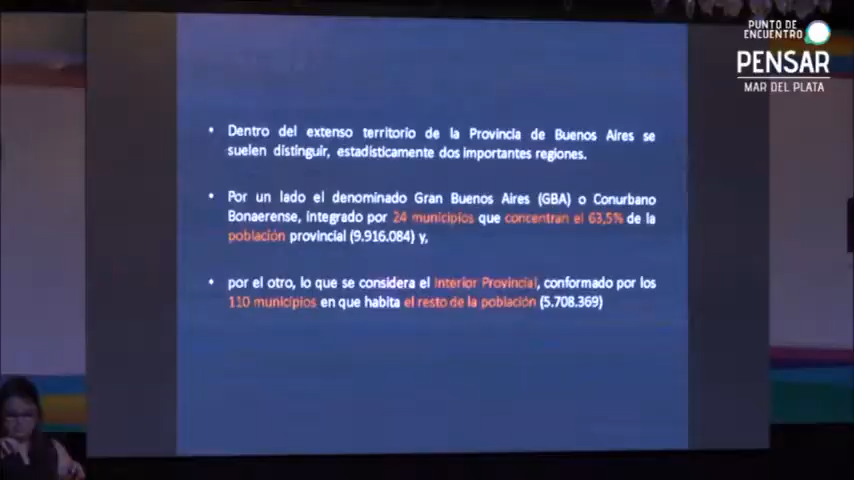 PUNTO DE
ENCUENTRO
PENSAR
MAR DEL PLATA
• Dentro del extenso territorio de la Provincia de Buenos Aires se
suelen distinguir, estadísticamente dos importantes regiones.
• Por un lado el denominado Gran Buenos Aires (GBA) o Conurbano
Bonaerense, integrado por 24 municipios que concentran el 63,5% de la
población provincial (9.916.084) y,
• por el otro, lo que se considera el Interior Provincial, conformado por los
110 municipios en que habita el resto de la población (5.708.369)